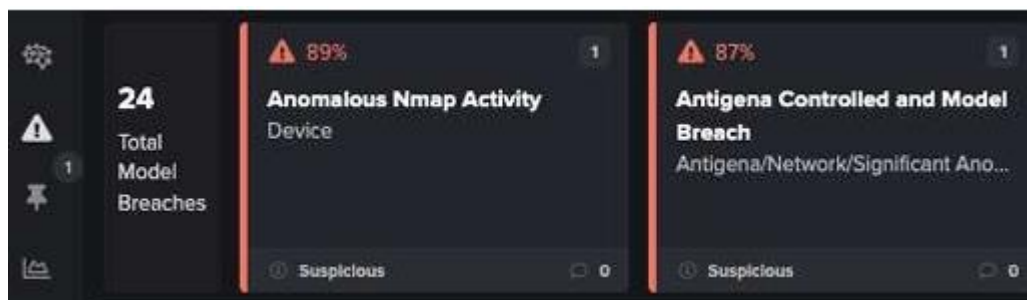 1
24
Total
Model
Breaches
89%
1
Anomalous Nmap Activity
Device
Suspicious
0
87%
1
Antigena Controlled and Model
Breach
Antigena/Network/Significant Ano...
Suspicious
0